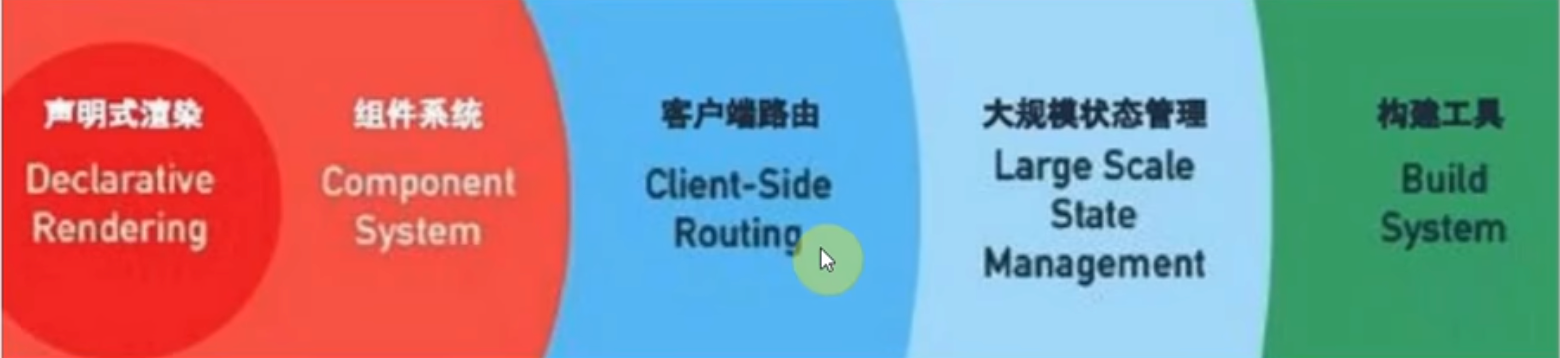 声明式渲染
Declarative
Rendering
组件系统
Component
System
客户端路由
Client-Side
Routing
大规模状态管理
Large Scale
State
Management
构建工具
Build
System